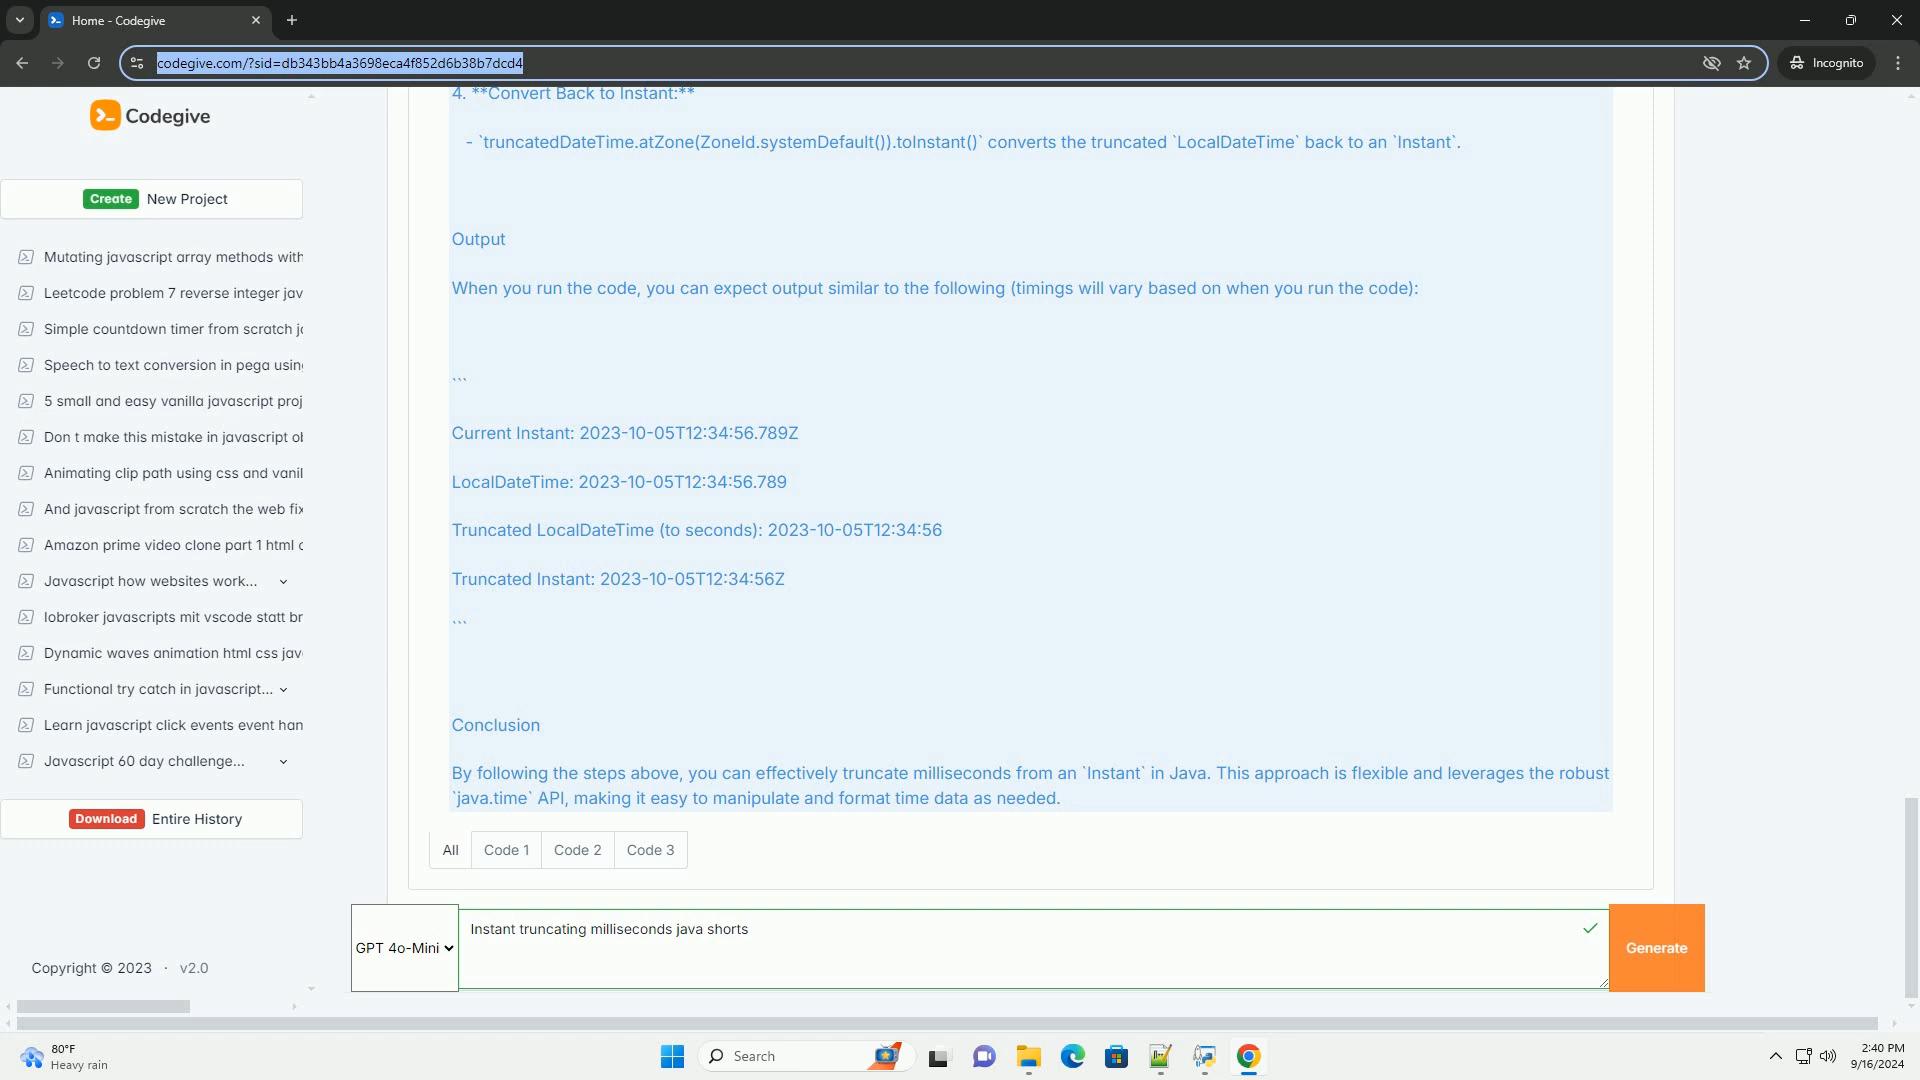 Home - Codegive
codegive.com/?sid=db343bb4a3698eca4f852d6b38b7dcd4
Incognito
Codegive
Create New Project
Mutating javascript array methods with
Leetcode problem 7 reverse integer jav
Simple countdown timer from scratch ja
Speech to text conversion in pega using
5 small and easy vanilla javascript proj
Don t make this mistake in javascript ob
Animating clip path using css and vanil
And javascript from scratch the web fix
Amazon prime video clone part 1 html c
Javascript how websites work...
Iobroker javascripts mit vscode statt br
Dynamic waves animation html css jav
Functional try catch in javascript...
Learn javascript click events event han
Javascript 60 day challenge...
Download Entire History
Copyright © 2023 · v2.0
4. **Convert Back to Instant:**
- `truncatedDateTime.atZone(ZoneId.systemDefault()).toInstant()` converts the truncated `LocalDateTime` back to an `Instant`.
Output
When you run the code, you can expect output similar to the following (timings will vary based on when you run the code):
```
Current Instant: 2023-10-05T12:34:56.789Z
LocalDateTime: 2023-10-05T12:34:56.789
Truncated LocalDateTime (to seconds): 2023-10-05T12:34:56
Truncated Instant: 2023-10-05T12:34:56Z
```
Conclusion
By following the steps above, you can effectively truncate milliseconds from an `Instant` in Java. This approach is flexible and leverages the robust
`java.time` API, making it easy to manipulate and format time data as needed.
All Code 1 Code 2 Code 3
GPT 4o-Mini
Instant truncating milliseconds java shorts
Generate
80°F
Heavy rain
Search
2:40 PM
9/16/2024